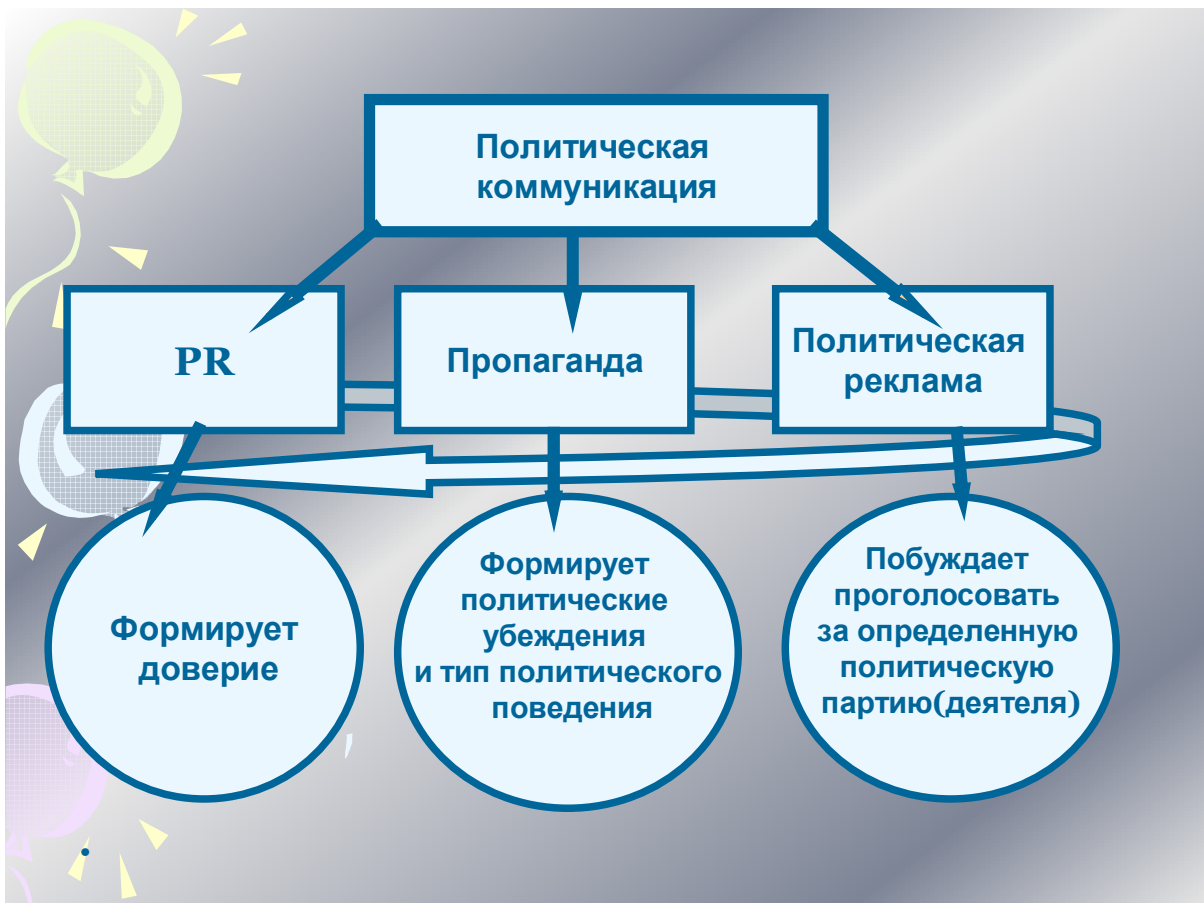 Политическая
коммуникация
PR
Пропаганда
Политическая
реклама
Формирует
доверие
Формирует
политические
убеждения
и тип политического
поведения
Побуждает
проголосовать
за определенную
политическую
партию(деятеля)